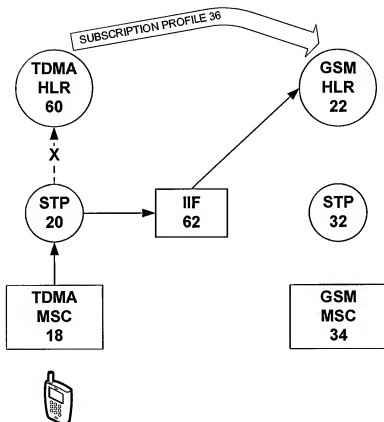 SUBSCRIPTION PROFILE 36
TDMA
HLR
60
GSM
HLR
22
X
STP
20
IIF
62
STP
32
TDMA
MSC
18
GSM
MSC
34